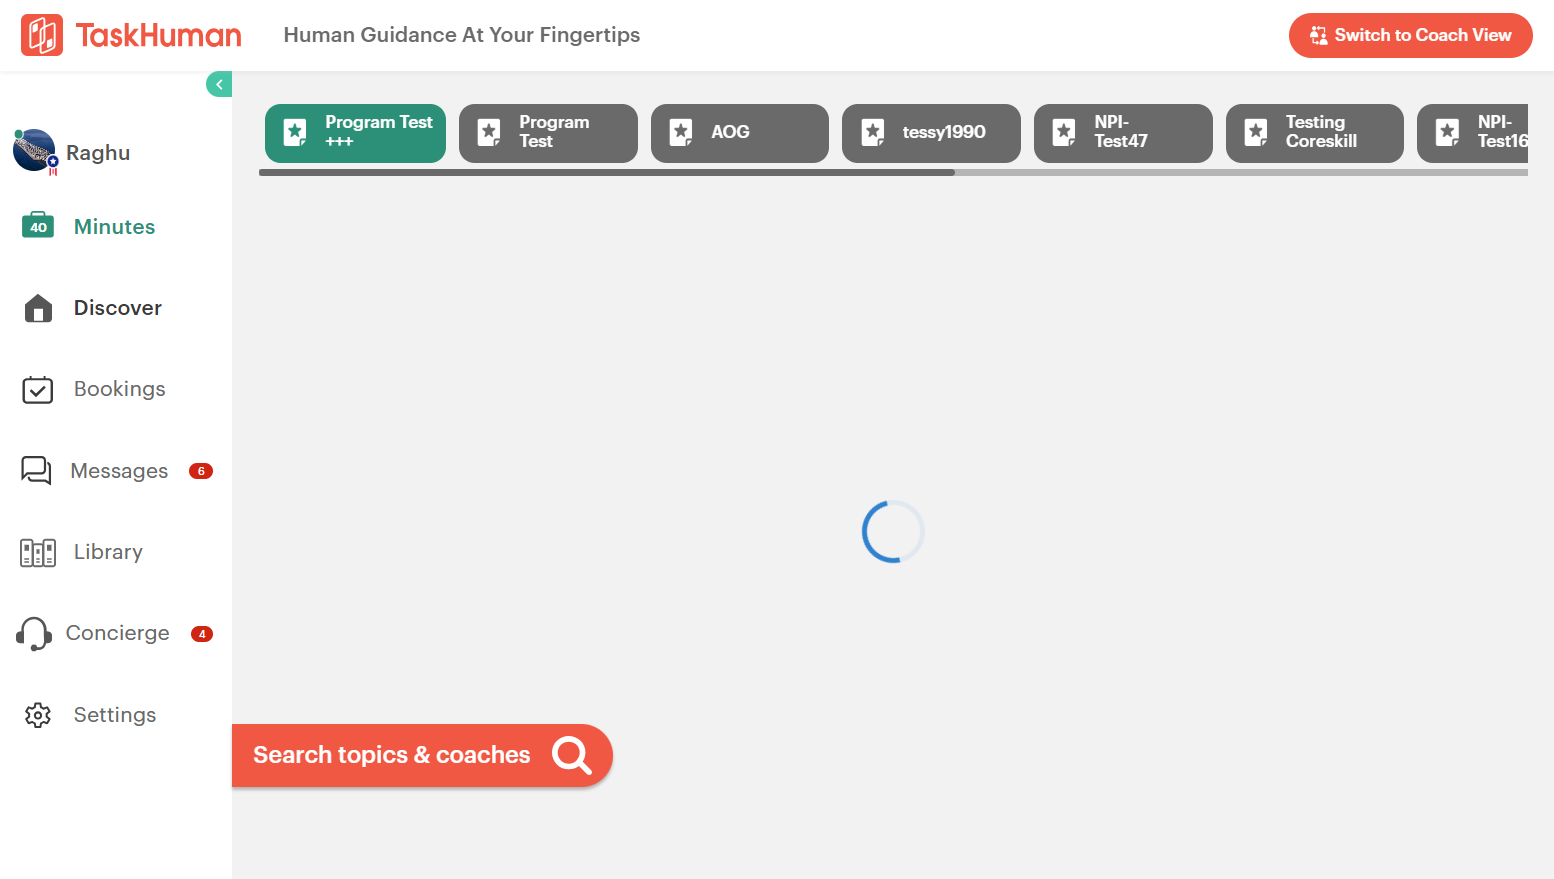 TaskHuman
Human Guidance At Your Fingertips
Switch to Coach View
Program Test
+++
Program
Test
AOG
tessy1990
NPI-
Test47
Testing
Coreskill
NPI-
Test16
Raghu
40
Minutes
Discover
Bookings
Messages
6
Library
Concierge
4
Settings
Search topics & coaches